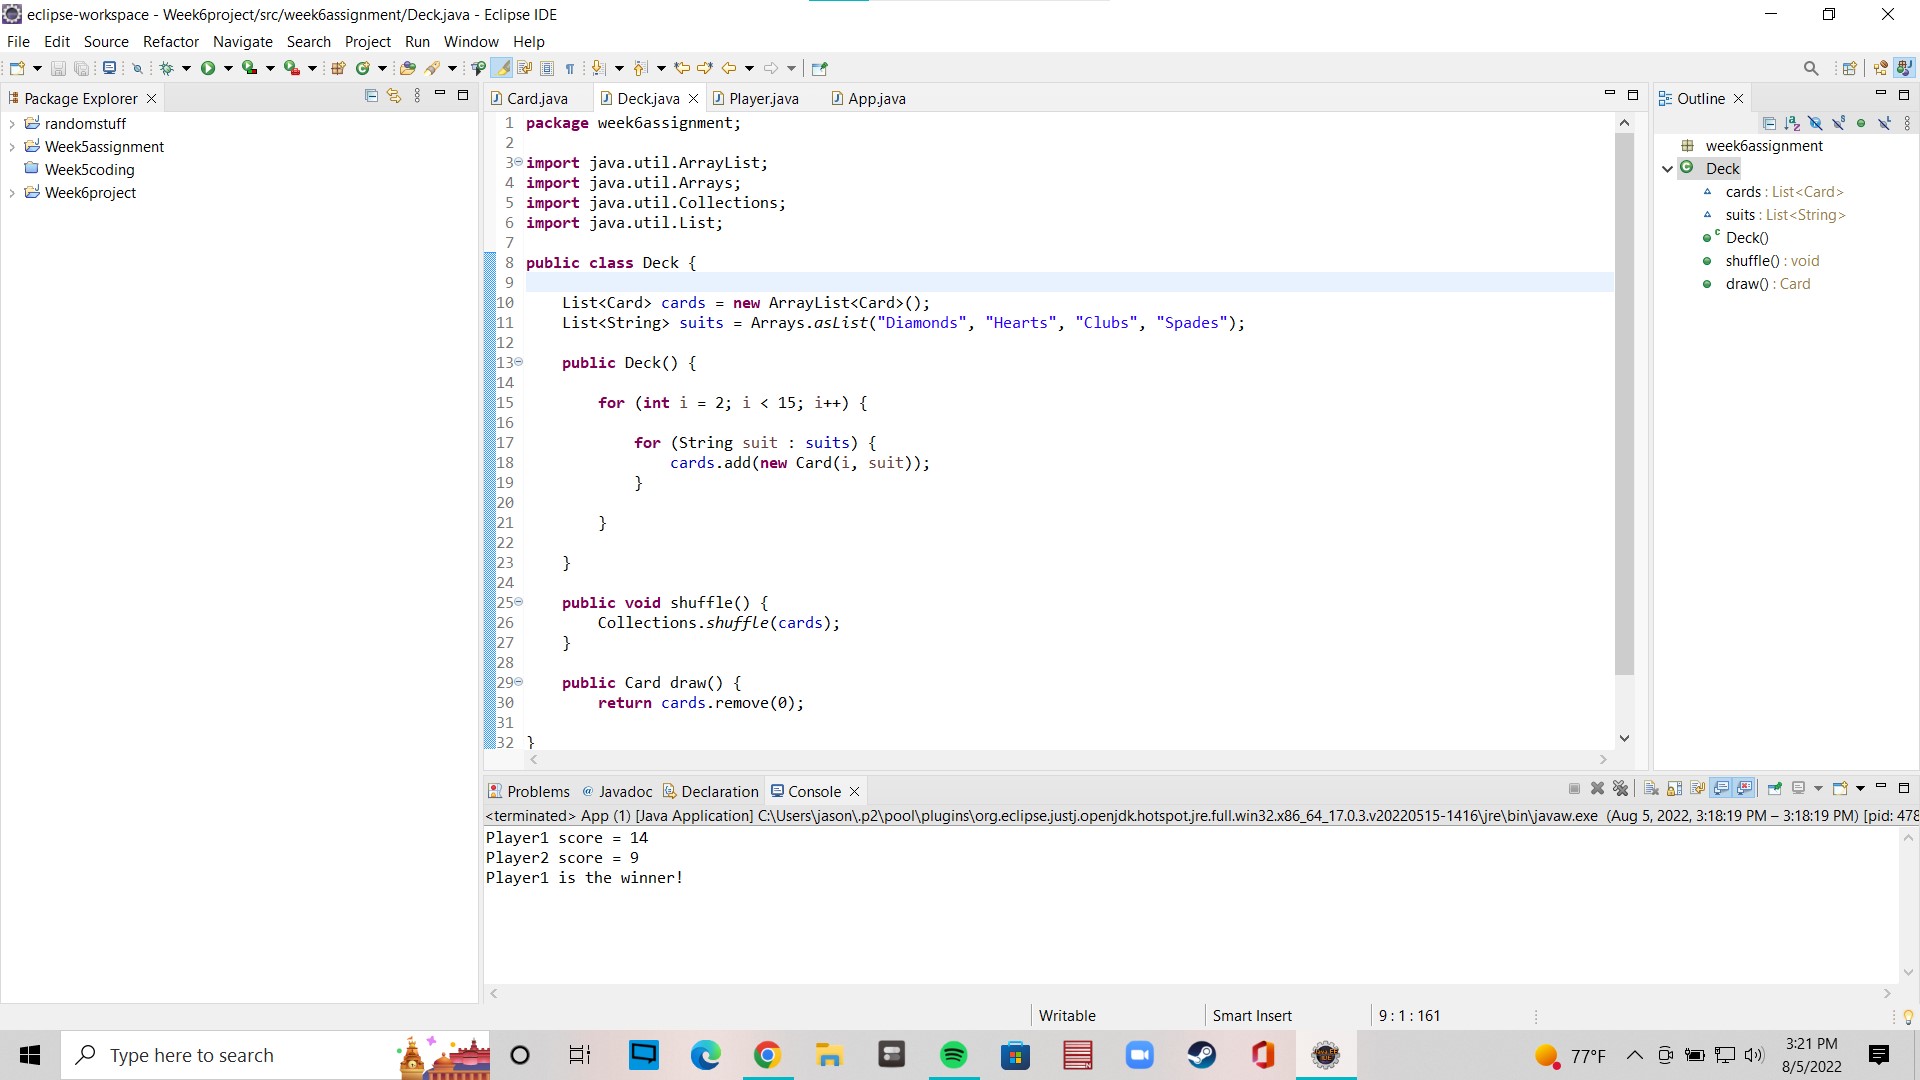 eclipse-workspace - Week6project/src/week6assignment/Deck.java - Eclipse IDE
File Edit Source Refactor Navigate Search Project Run Window Help
Package Explorer
randomstuff
Week5assignment
Week5coding
Week6project
Card.java Deck.java Player.java App.java
1 package week6assignment;
2
3 import java.util.ArrayList;
4 import java.util.Arrays;
5 import java.util.Collections;
6 import java.util.List;
7
8 public class Deck {
9
10 List<Card> cards = new ArrayList<Card>();
11 List<String> suits = Arrays.asList("Diamonds", "Hearts", "Clubs", "Spades");
12
13 public Deck() {
14
15 for (int i = 2; i < 15; i++) {
16
17 for (String suit : suits) {
18 cards.add(new Card(i, suit));
19 }
20
21 }
22
23 }
24
25 public void shuffle() {
26 Collections.shuffle(cards);
27 }
28
29 public Card draw() {
30 return cards.remove(0);
31
32 }
Outline
week6assignment
Deck
cards : List<Card>
suits : List<String>
Deck()
shuffle() : void
draw() : Card
Problems Javadoc Declaration Console
<terminated> App (1) [Java Application] C:\Users\jason\.p2\pool\plugins\org.eclipse.justj.openjdk.hotspot.jre.full.win32.x86_64_17.0.3.v20220515-1416\jre\bin\javaw.exe (Aug 5, 2022, 3:18:19 PM – 3:18:19 PM) [pid: 478
Player1 score = 14
Player2 score = 9
Player1 is the winner!
Writable Smart Insert 9 : 1 : 161
Type here to search
77°F
3:21 PM
8/5/2022